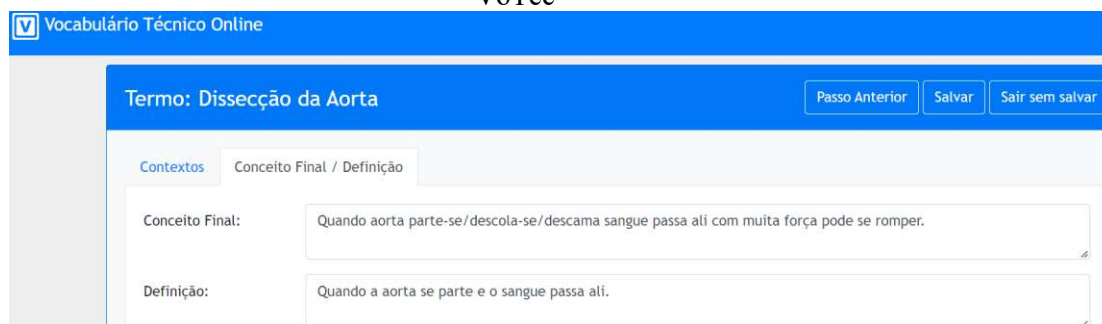 VoTec
Vocabulário Técnico Online
Termo: Dissecção da Aorta
Passo Anterior
Salvar
Sair sem salvar
Contextos
Conceito Final / Definição
Conceito Final:
Quando aorta parte-se/descola-se/descama sangue passa ali com muita força pode se romper.
Definição:
Quando a aorta se parte e o sangue passa ali.